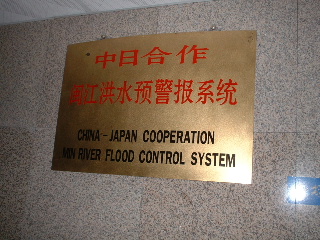 中日合作
闽江洪水预警报系统
CHINA-JAPAN COOPERATION
MIN RIVER FLOOD CONTROL SYSTEM